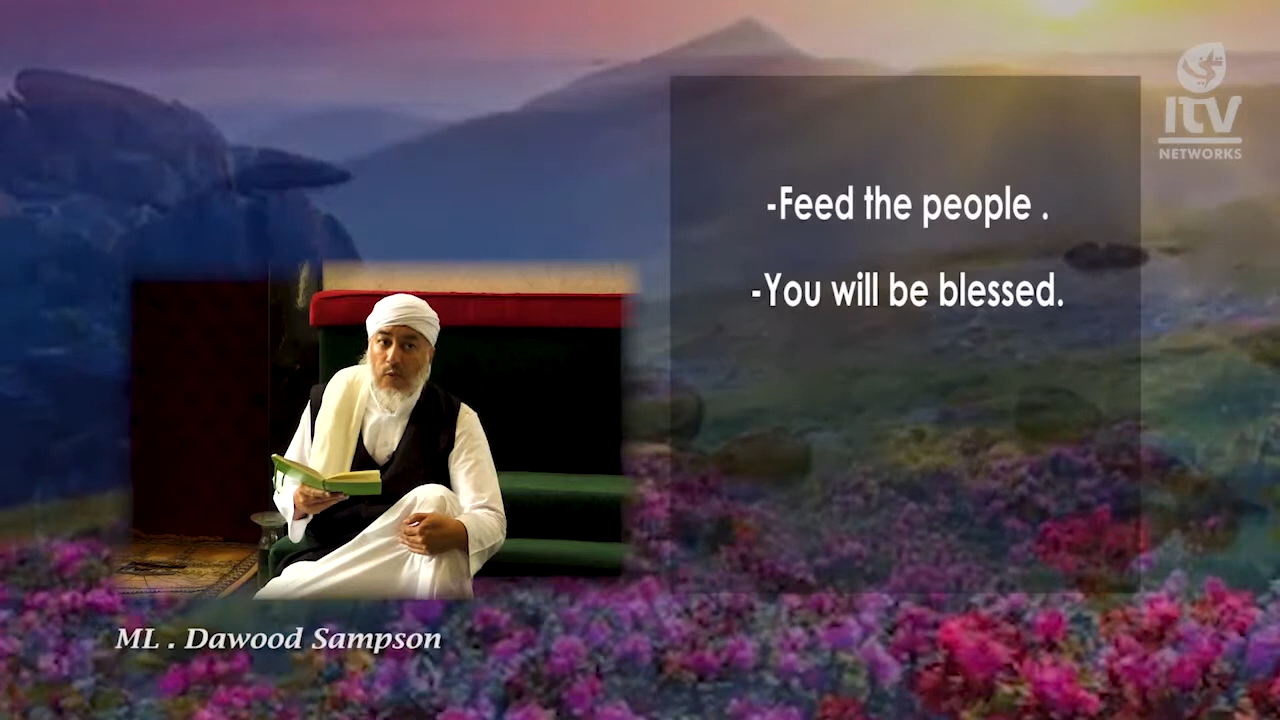 ITV
NETWORKS
-Feed the people .
-You will be blessed.
ML . Dawood Sampson